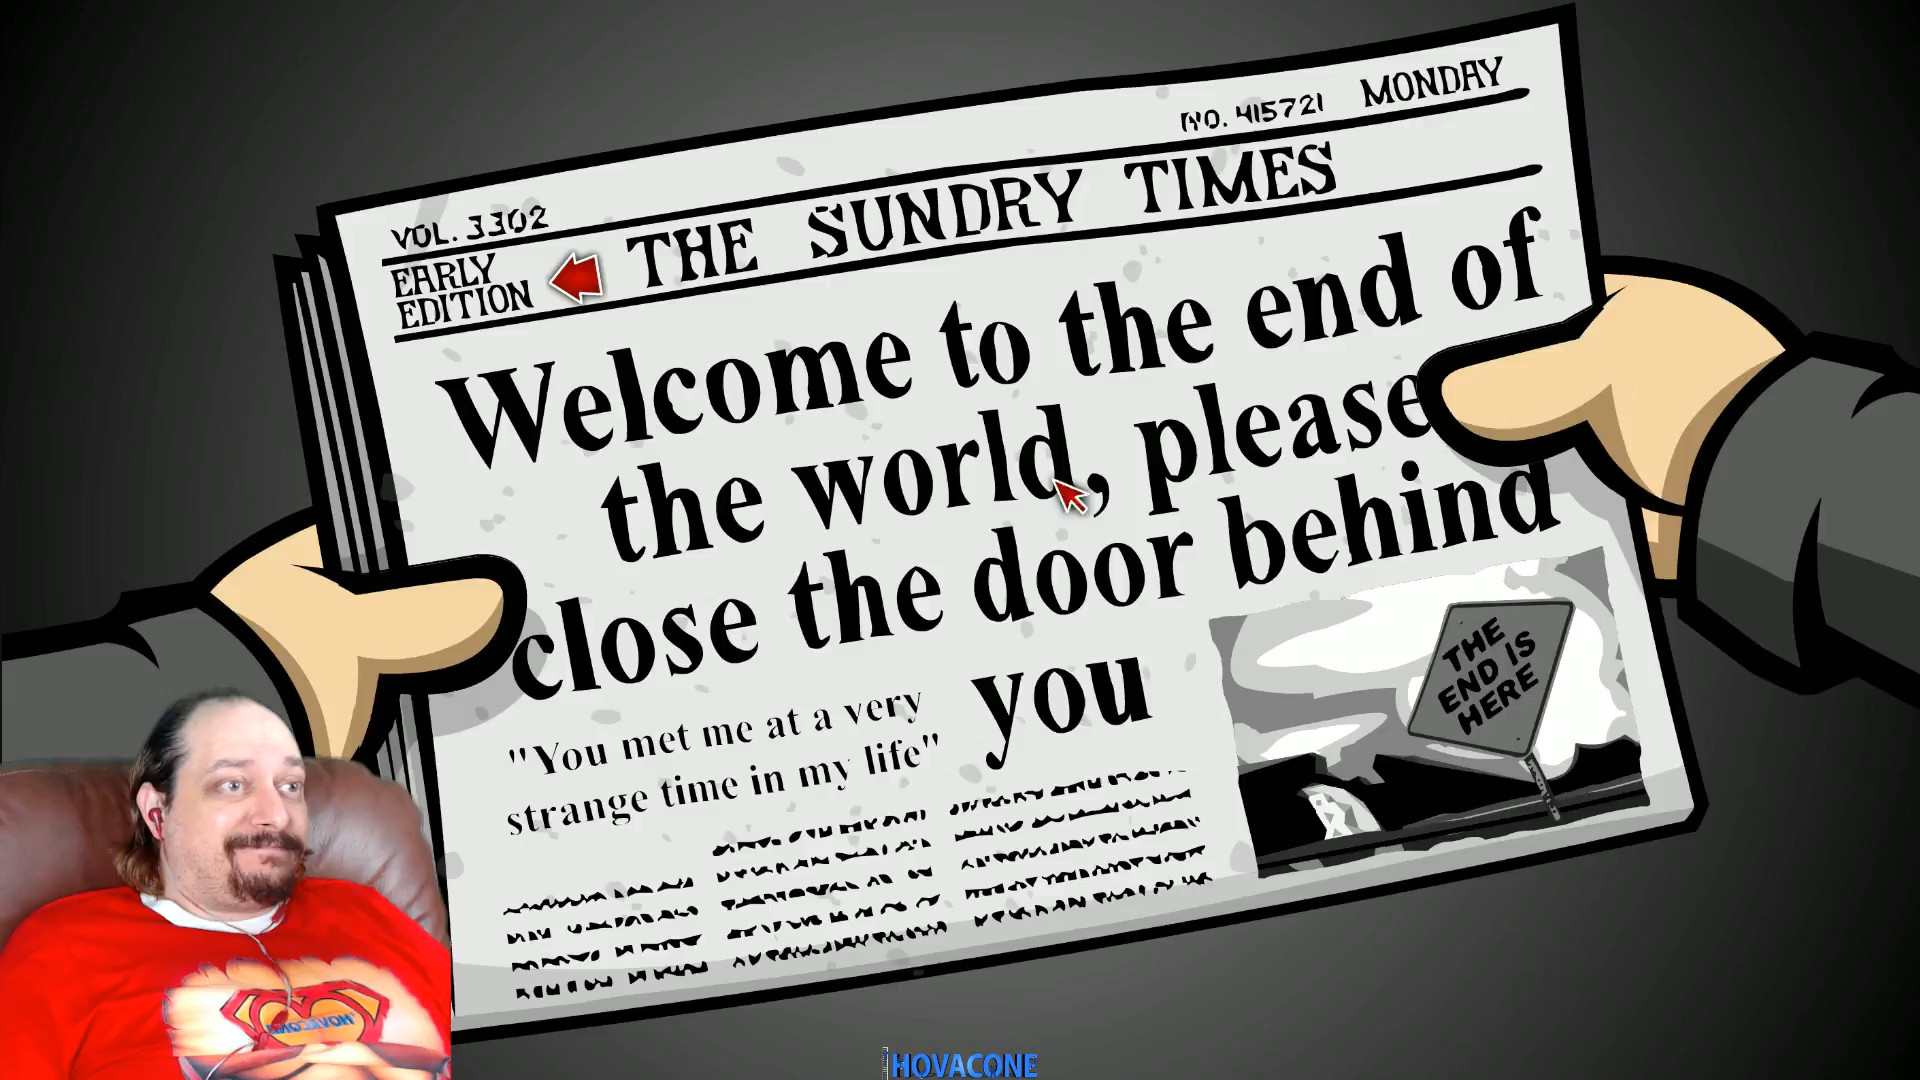 NO. 415721 MONDAY
VOL. 3302
EARLY
EDITION
THE SUNDRY TIMES
Welcome to the end of
the world, please
close the door behind
you
"You met me at a very
strange time in my life"
THE
END IS
HERE
HOVACONE
HOVACONE